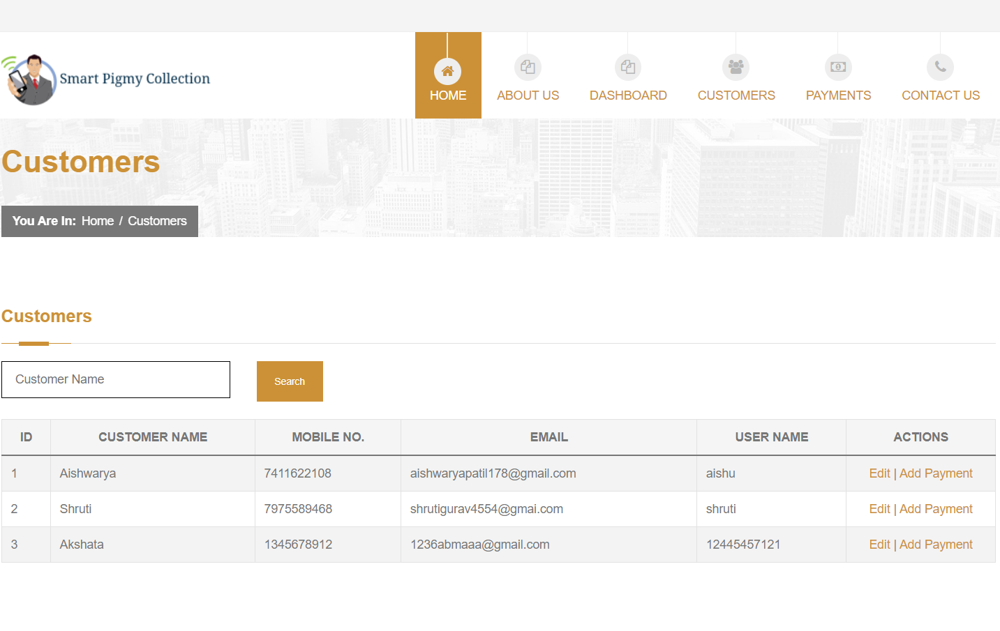 Smart Pigmy Collection
HOME
ABOUT US
DASHBOARD
CUSTOMERS
PAYMENTS
CONTACT US
Customers
You Are In: Home / Customers
Customers
Customer Name
Search
ID CUSTOMER NAME MOBILE NO. EMAIL USER NAME ACTIONS
1 Aishwarya 7411622108 aishwaryapatil178@gmail.com aishu Edit | Add Payment
2 Shruti 7975589468 shrutigurav4554@gmai.com shruti Edit | Add Payment
3 Akshata 1345678912 1236abmaaa@gmail.com 12445457121 Edit | Add Payment